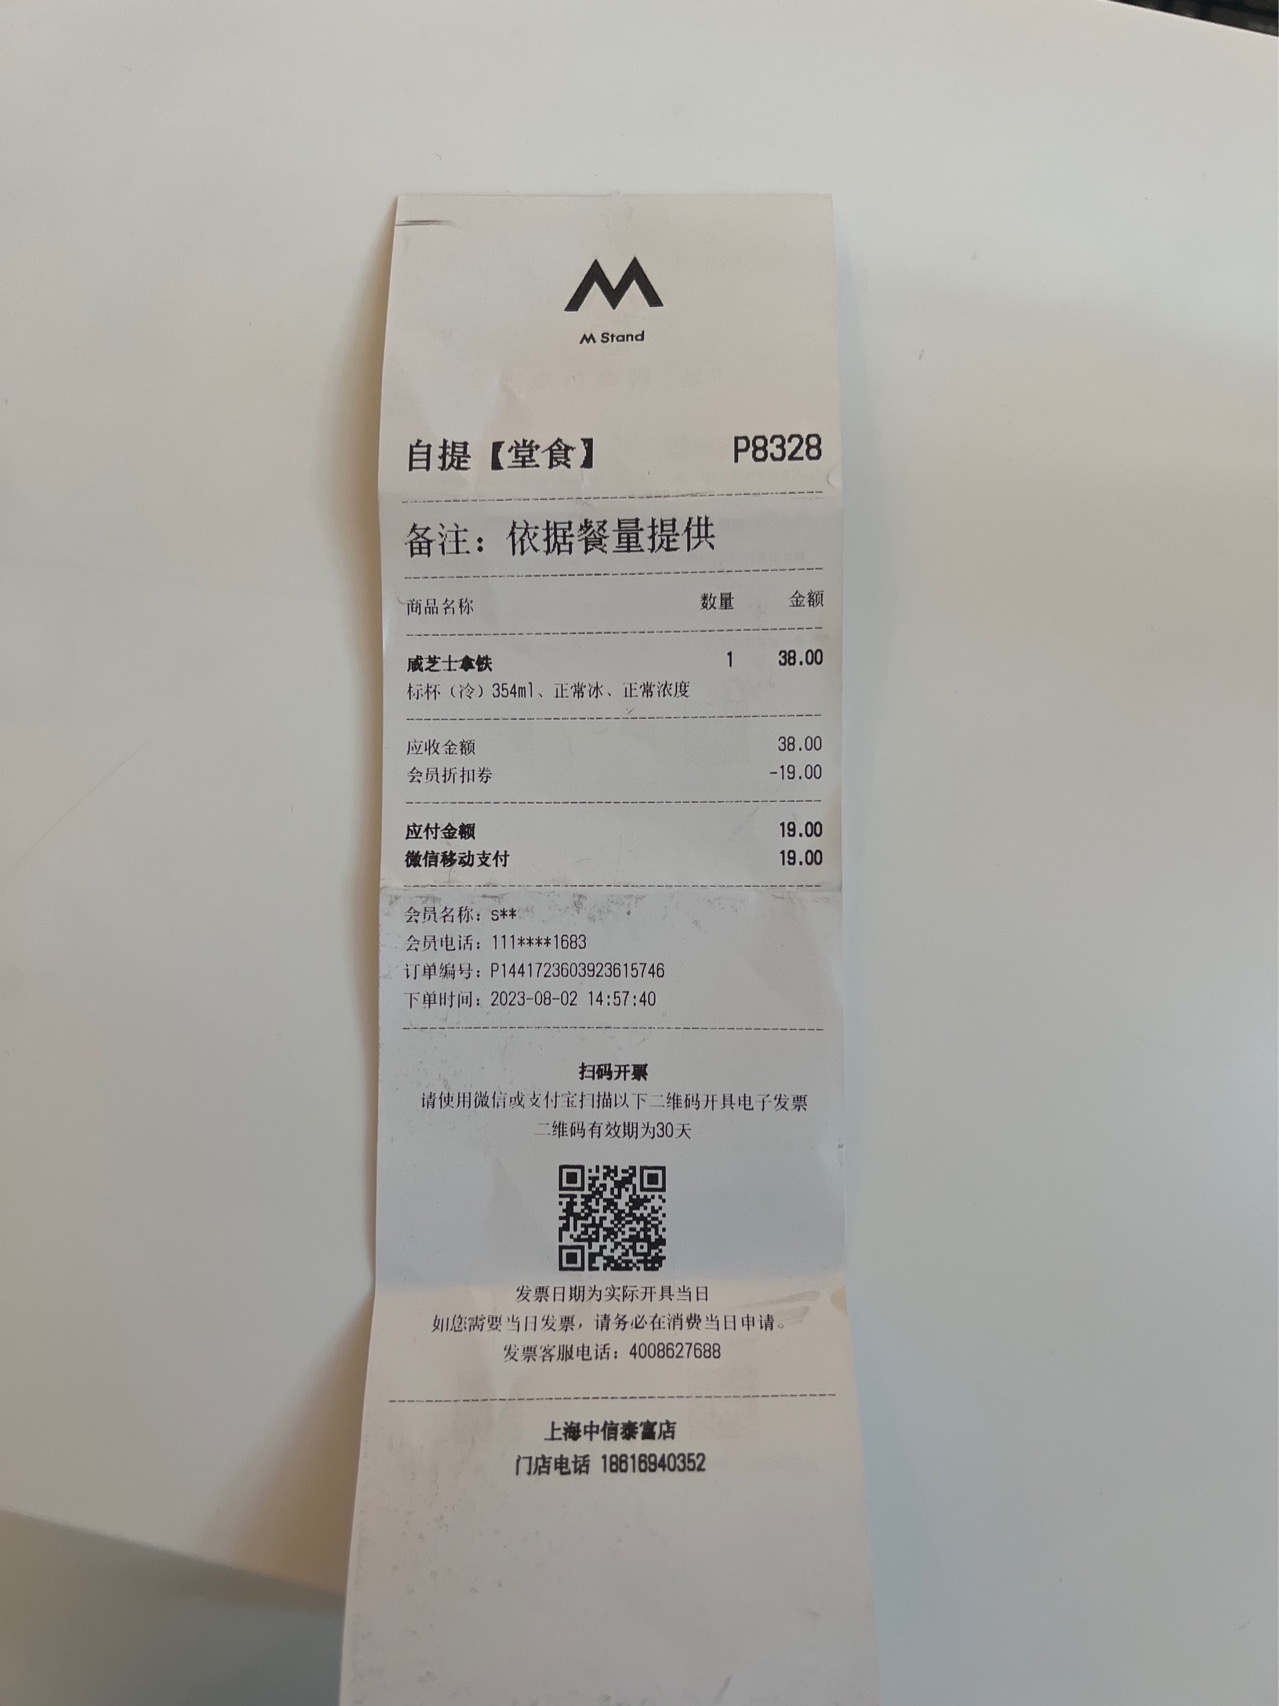 M Stand
自提【堂食】 P8328
备注：依据餐量提供
商品名称 数量 金额
咸芝士拿铁 1 38.00
标杯（冷）354ml、正常冰、正常浓度
应收金额 38.00
会员折扣券 -19.00
应付金额 19.00
微信移动支付 19.00
会员名称：s**
会员电话：111****1683
订单编号：P1441723603923615746
下单时间：2023-08-02 14:57:40
扫码开票
请使用微信或支付宝扫描以下二维码开具电子发票
二维码有效期为30天
发票日期为实际开具当日
如您需要当日发票，请务必在消费当日申请。
发票客服电话：4008627688
上海中信泰富店
门店电话 18616940352